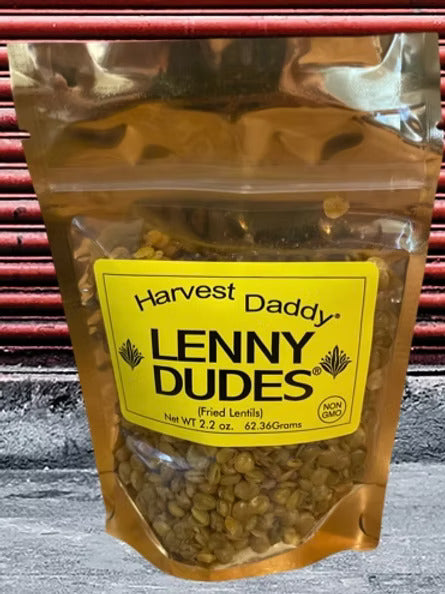 Harvest Daddy®
LENNY
DUDES®
(Fried Lentils)
Net WT 2.2 oz. 62.36Grams
NON
GMO